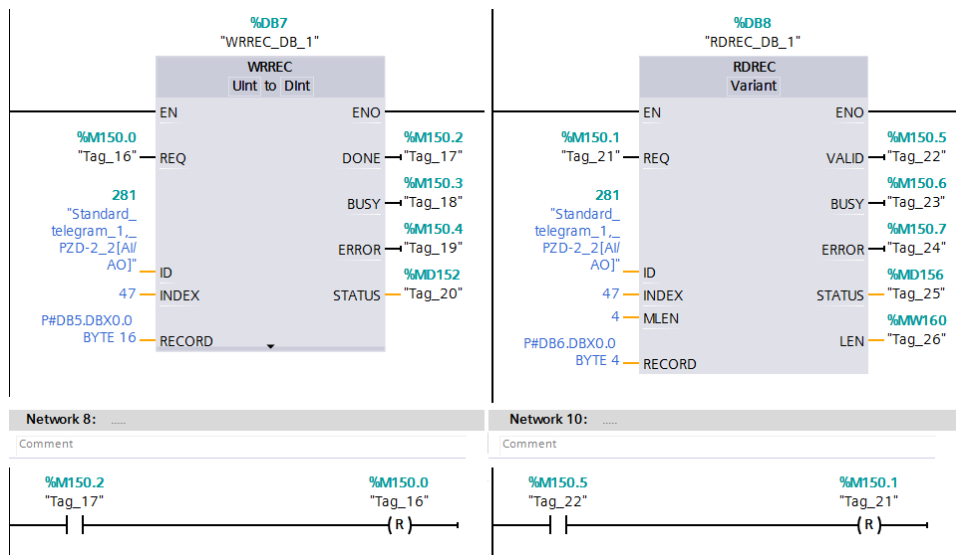 %DB7
"WRREC_DB_1"
WRREC
UInt to DInt
EN ENO
%M150.0
"Tag_16" REQ
%M150.2
DONE "Tag_17"
%M150.3
BUSY "Tag_18"
281
"Standard_
telegram_1,_
PZD-2_2[AI/
AO]"
ID
%M150.4
ERROR "Tag_19"
%MD152
47 INDEX STATUS "Tag_20"
P#DB5.DBX0.0
BYTE 16 RECORD
Network 8: .....
Comment
%M150.2 %M150.0
"Tag_17" "Tag_16"
( R )
%DB8
"RDREC_DB_1"
RDREC
Variant
EN ENO
%M150.1
"Tag_21" REQ
%M150.5
VALID "Tag_22"
%M150.6
BUSY "Tag_23"
281
"Standard_
telegram_1,_
PZD-2_2[AI/
AO]"
ID
%M150.7
ERROR "Tag_24"
%MD156
47 INDEX STATUS "Tag_25"
4 MLEN
%MW160
LEN "Tag_26"
P#DB6.DBX0.0
BYTE 4 RECORD
Network 10: .....
Comment
%M150.5 %M150.1
"Tag_22" "Tag_21"
( R )